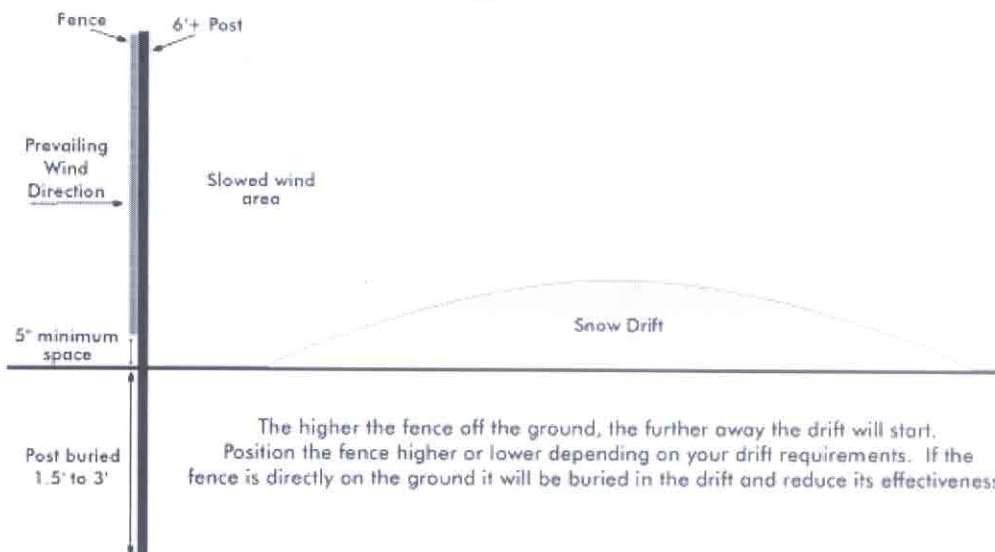 Fence
6'+ Post
Prevailing
Wind
Direction
Slowed wind
area
5" minimum
space
Snow Drift
Post buried
1.5' to 3'
The higher the fence off the ground, the further away the drift will start.
Position the fence higher or lower depending on your drift requirements. If the
fence is directly on the ground it will be buried in the drift and reduce its effectiveness